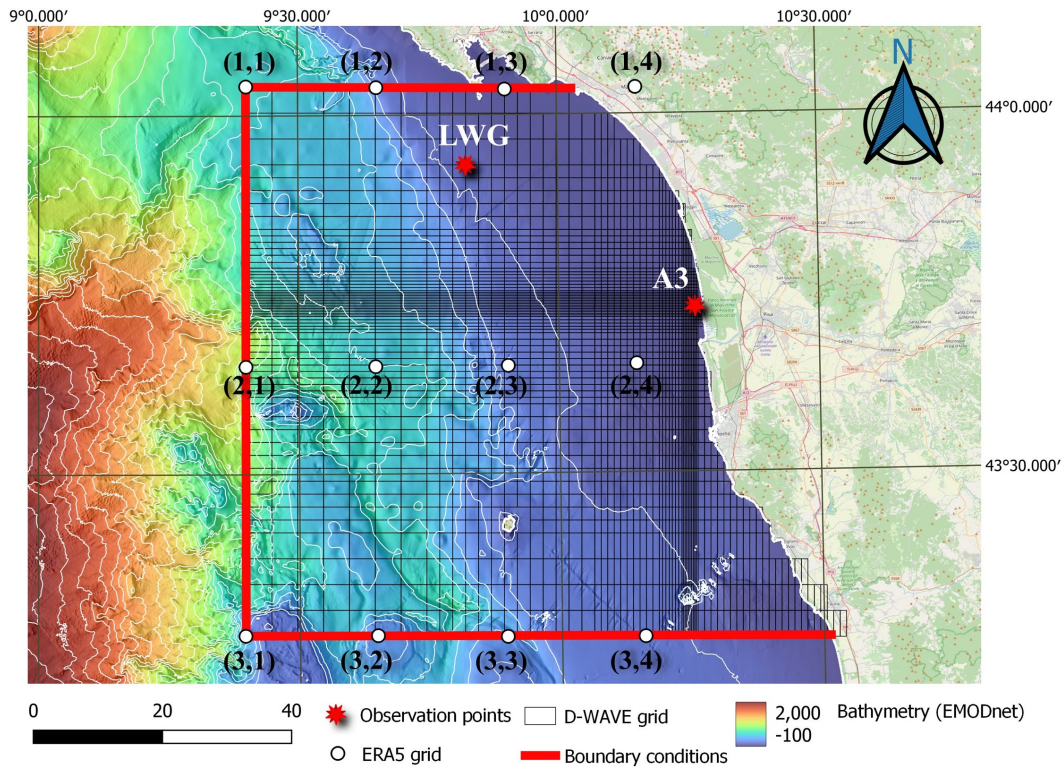 9°0.000′ 9°30.000′ 10°0.000′ 10°30.000′
N
(1,1) (1,2) (1,3) (1,4)
44°0.000′
LWG
A3
(2,1) (2,2) (2,3) (2,4)
43°30.000′
(3,1) (3,2) (3,3) (3,4)
0 20 40
Observation points
D-WAVE grid
2,000
-100
Bathymetry (EMODnet)
ERA5 grid
Boundary conditions